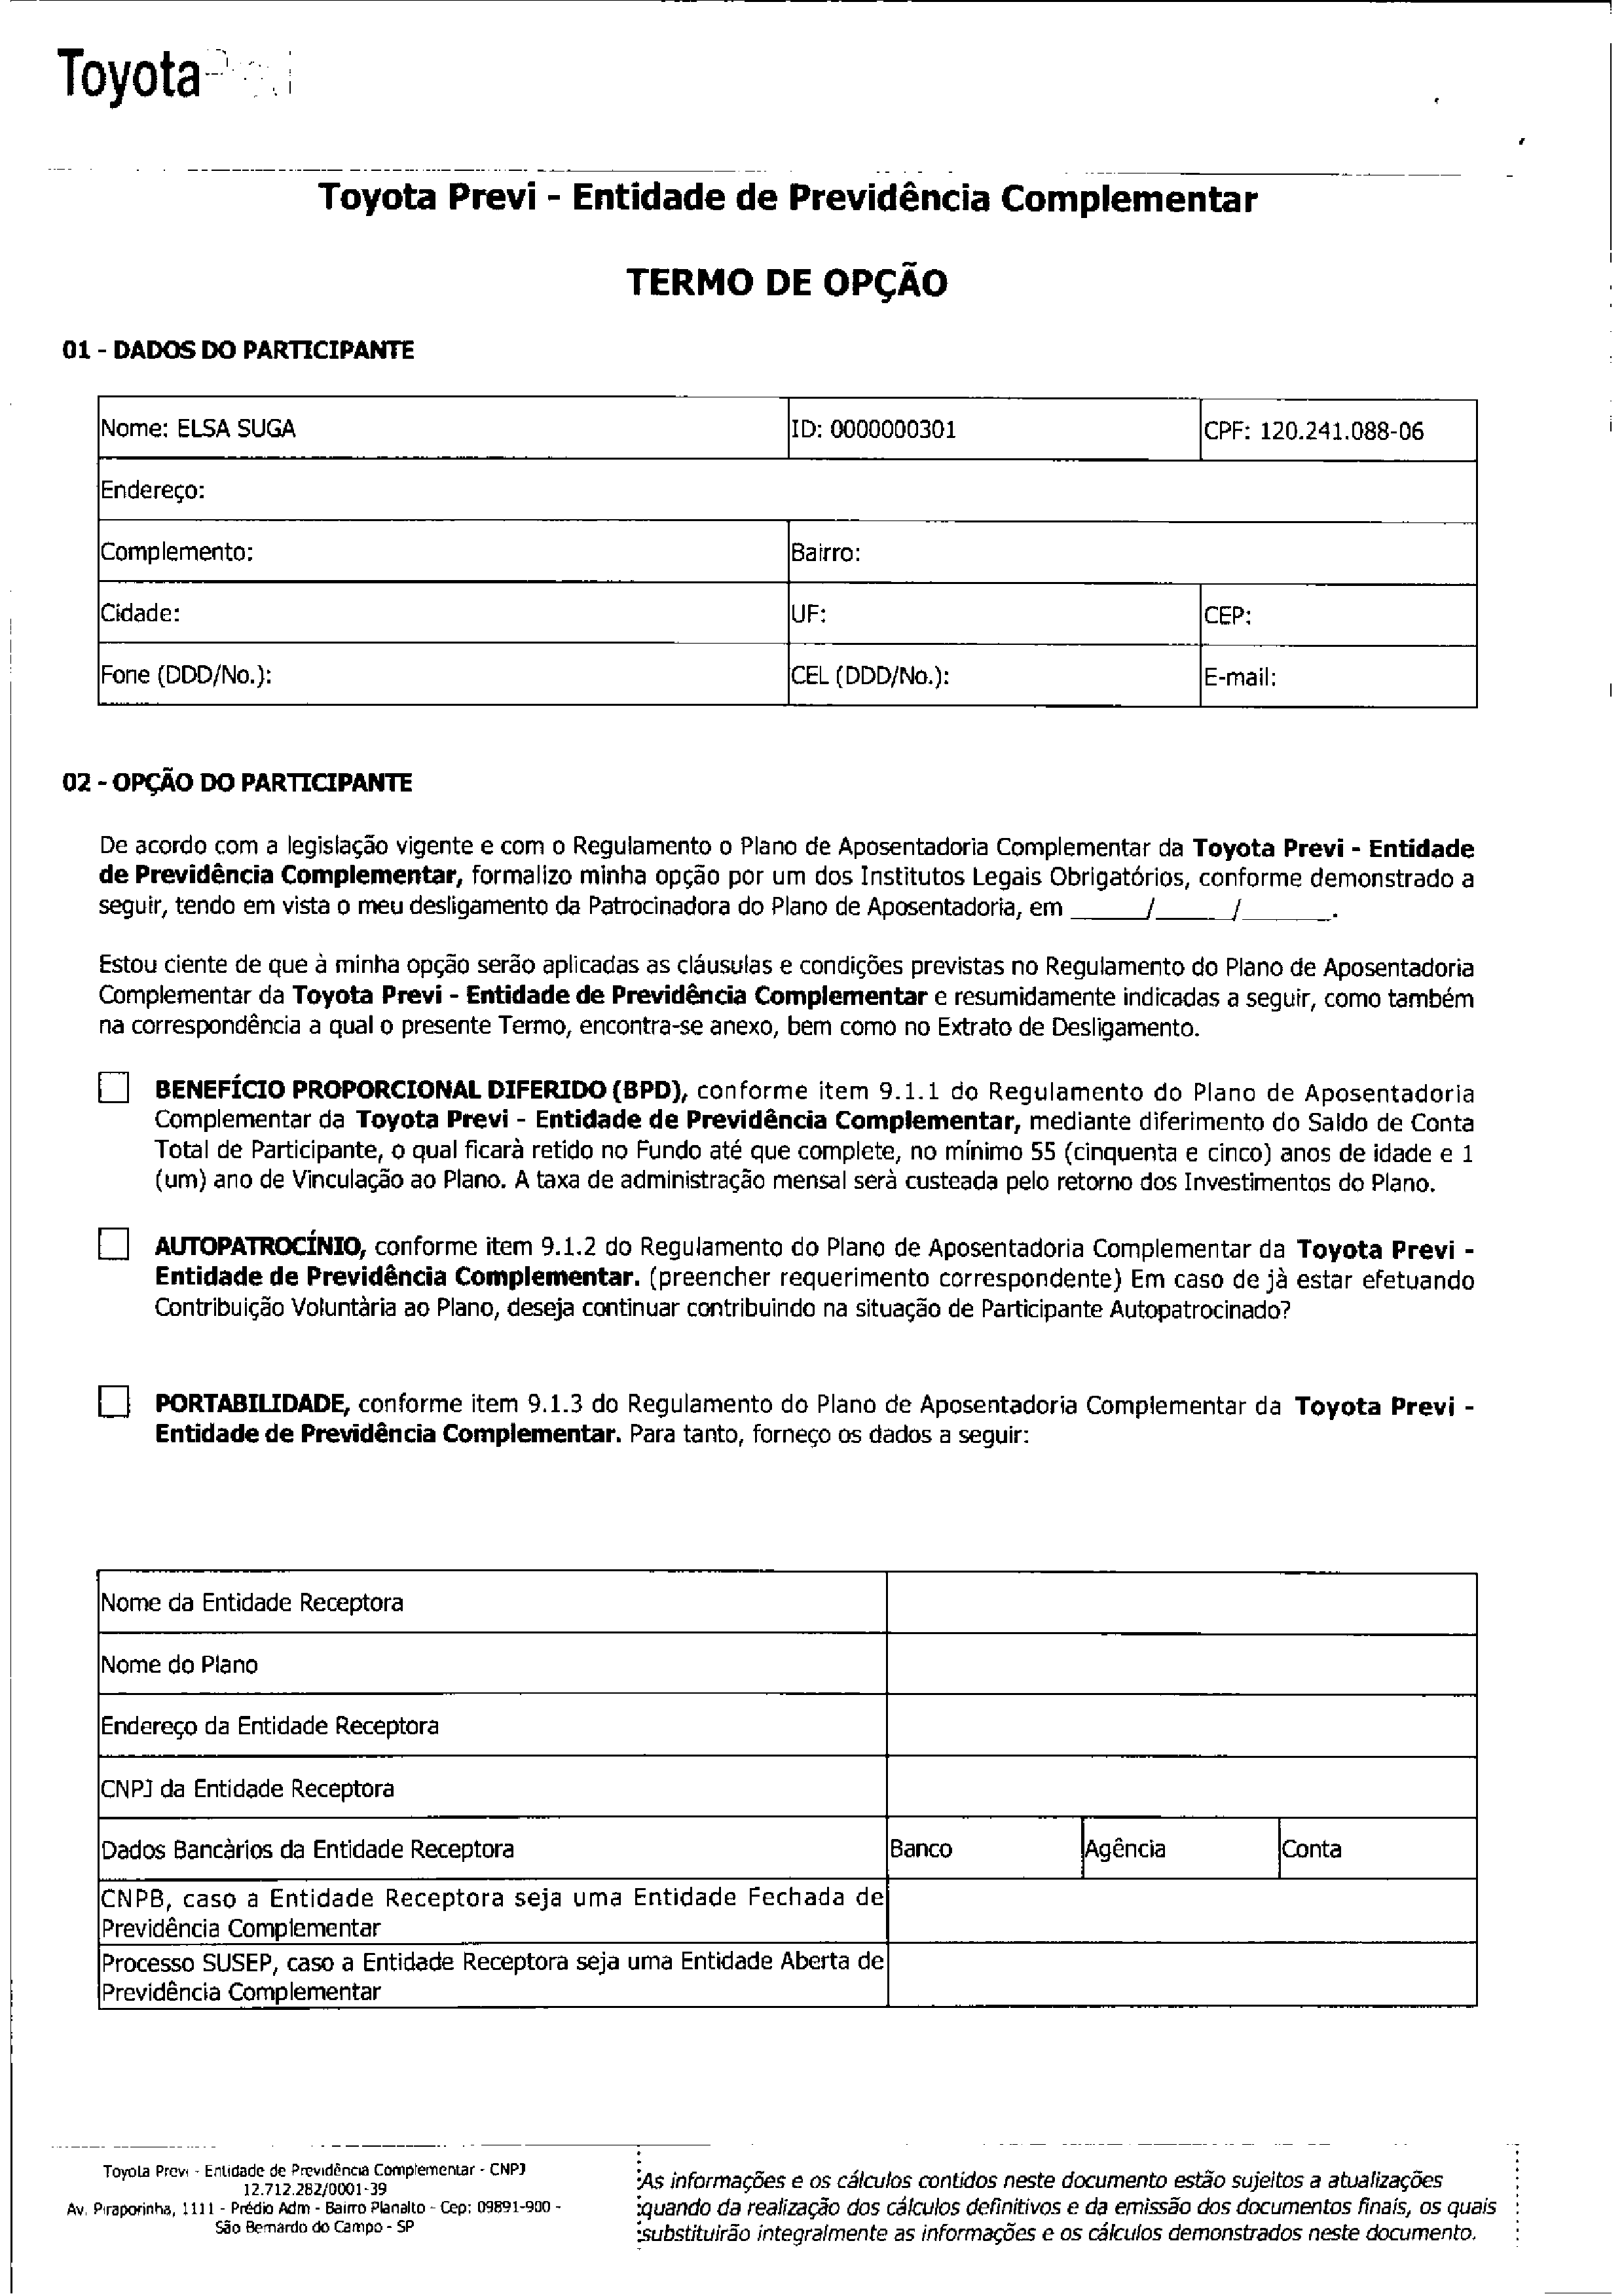 Toyota
Toyota Previ - Entidade de Previdência Complementar
TERMO DE OPÇÃO
01 - DADOS DO PARTICIPANTE
Nome: ELSA SUGA ID: 0000000301 CPF: 120.241.088-06
Endereço:
Complemento: Bairro:
Cidade: UF: CEP:
Fone (DDD/No.): CEL (DDD/No.): E-mail:
02 - OPÇÃO DO PARTICIPANTE
De acordo com a legislação vigente e com o Regulamento o Plano de Aposentadoria Complementar da Toyota Previ - Entidade
de Previdência Complementar, formalizo minha opção por um dos Institutos Legais Obrigatórios, conforme demonstrado a
seguir, tendo em vista o meu desligamento da Patrocinadora do Plano de Aposentadoria, em _____/_____/______.
Estou ciente de que à minha opção serão aplicadas as cláusulas e condições previstas no Regulamento do Plano de Aposentadoria
Complementar da Toyota Previ - Entidade de Previdência Complementar e resumidamente indicadas a seguir, como também
na correspondência a qual o presente Termo, encontra-se anexo, bem como no Extrato de Desligamento.
BENEFÍCIO PROPORCIONAL DIFERIDO (BPD), conforme item 9.1.1 do Regulamento do Plano de Aposentadoria
Complementar da Toyota Previ - Entidade de Previdência Complementar, mediante diferimento do Saldo de Conta
Total de Participante, o qual ficarà retido no Fundo até que complete, no mínimo 55 (cinquenta e cinco) anos de idade e 1
(um) ano de Vinculação ao Plano. A taxa de administração mensal serà custeada pelo retorno dos Investimentos do Plano.
AUTOPATROCÍNIO, conforme item 9.1.2 do Regulamento do Plano de Aposentadoria Complementar da Toyota Previ -
Entidade de Previdência Complementar. (preencher requerimento correspondente) Em caso de jà estar efetuando
Contribuição Voluntària ao Plano, deseja continuar contribuindo na situação de Participante Autopatrocinado?
PORTABILIDADE, conforme item 9.1.3 do Regulamento do Plano de Aposentadoria Complementar da Toyota Previ -
Entidade de Previdência Complementar. Para tanto, forneço os dados a seguir:
Nome da Entidade Receptora
Nome do Plano
Endereço da Entidade Receptora
CNPJ da Entidade Receptora
Dados Bancàrios da Entidade Receptora Banco Agência Conta
CNPB, caso a Entidade Receptora seja uma Entidade Fechada de
Previdência Complementar
Processo SUSEP, caso a Entidade Receptora seja uma Entidade Aberta de
Previdência Complementar
Toyota Previ - Entidade de Previdência Complementar - CNPJ
12.712.282/0001-39
Av. Piraporinha, 1111 - Prédio Adm - Bairro Planalto - Cep: 09891-900 -
São Bernardo do Campo - SP
As informações e os cálculos contidos neste documento estão sujeitos a atualizações
quando da realização dos cálculos definitivos e da emissão dos documentos finais, os quais
substituirão integralmente as informações e os cálculos demonstrados neste documento.